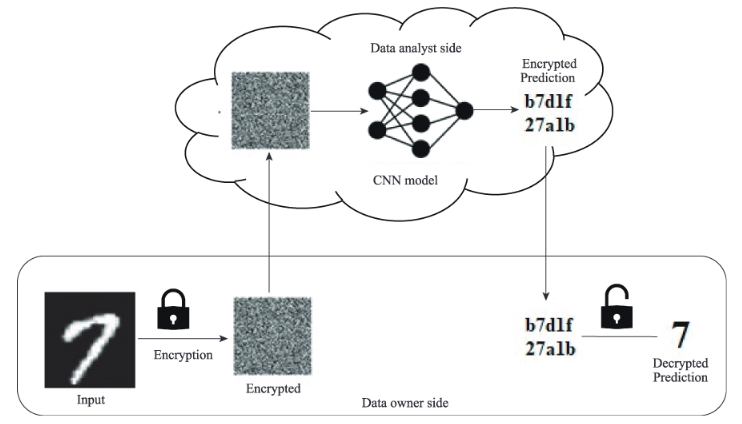 Data analyst side
Encrypted
Prediction
b7d1f
27a1b
CNN model
b7d1f
27a1b
7
Encryption
Decrypted
Prediction
Input
Encrypted
Data owner side